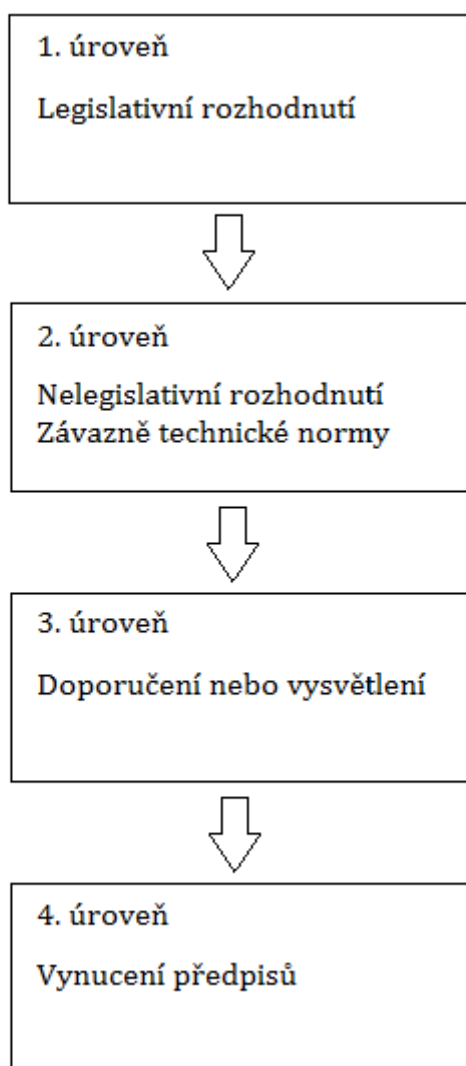 1. úroveň
Legislativní rozhodnutí
2. úroveň
Nelegislativní rozhodnutí
Závazně technické normy
3. úroveň
Doporučení nebo vysvětlení
4. úroveň
Vynucení předpisů